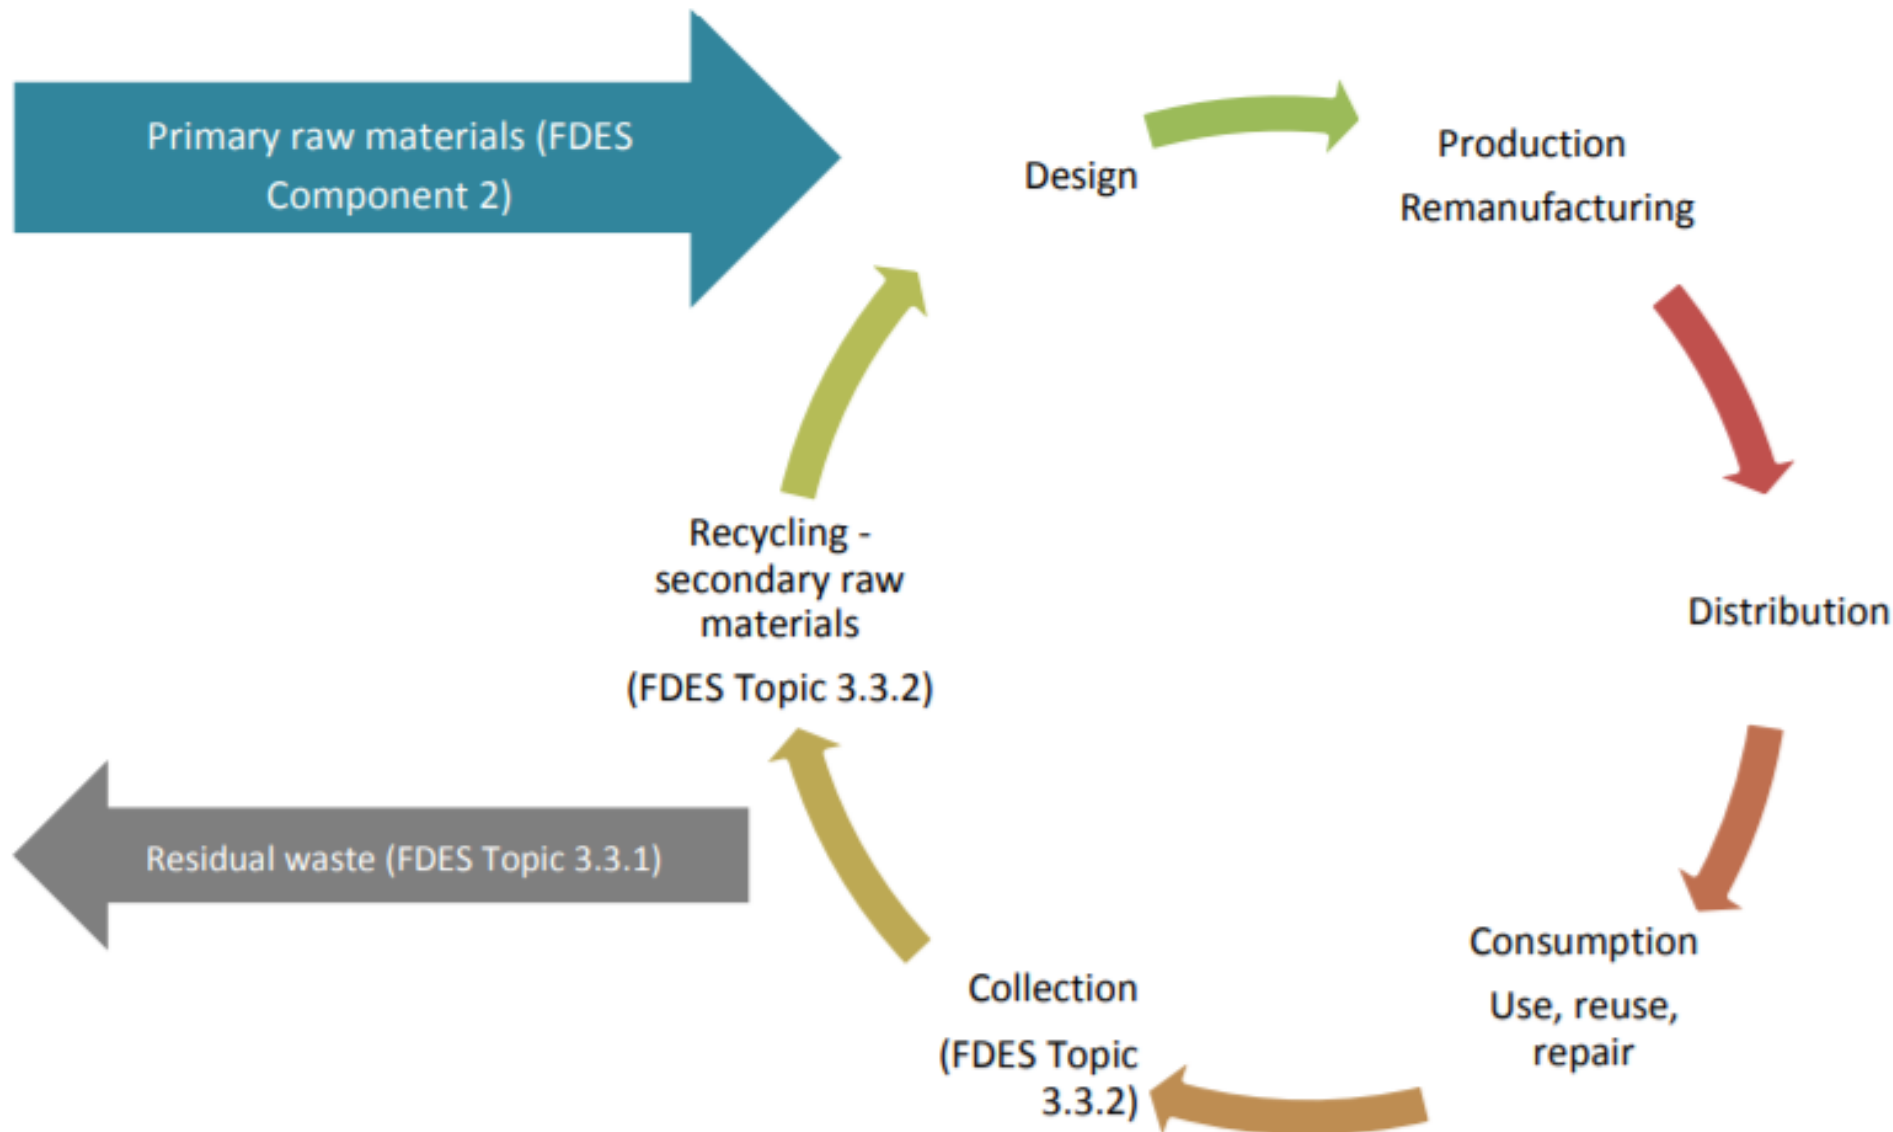 Primary raw materials (FDES
Component 2)
Design
Production
Remanufacturing
Distribution
Consumption
Use, reuse,
repair
Collection
(FDES Topic
3.3.2)
Recycling -
secondary raw
materials
(FDES Topic 3.3.2)
Residual waste (FDES Topic 3.3.1)